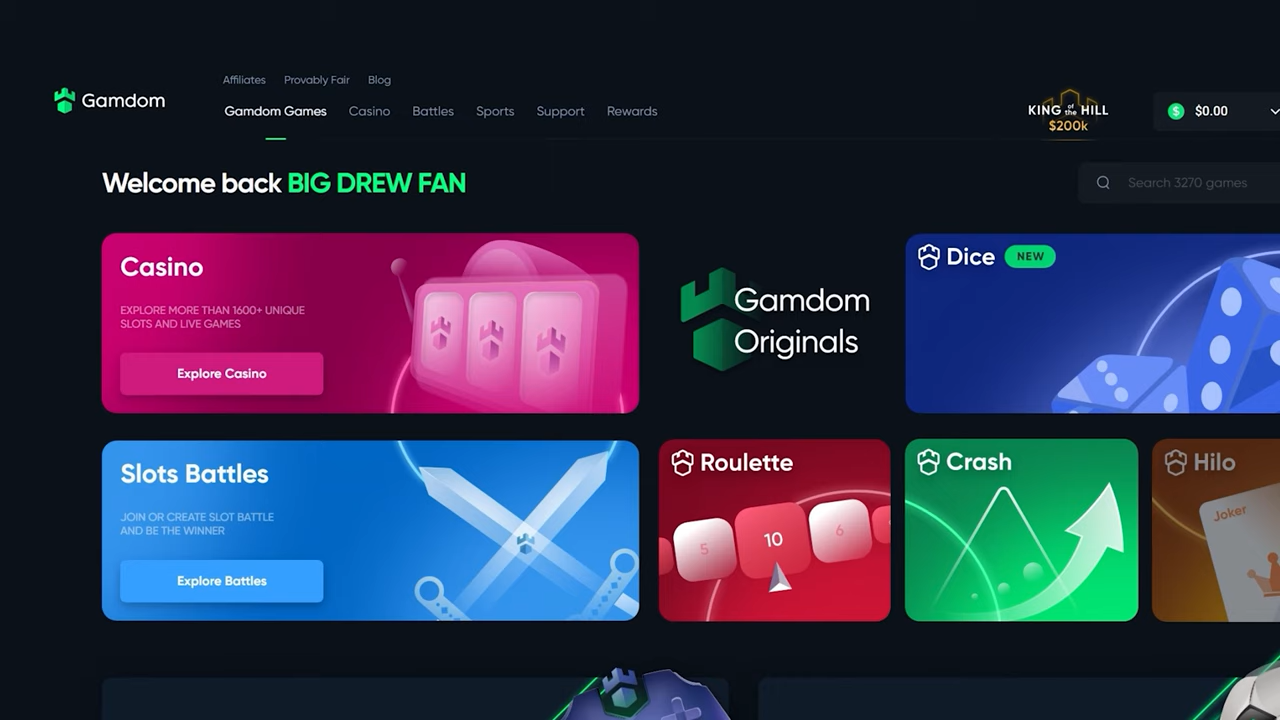 Affiliates Provably Fair Blog
Gamdom
Gamdom Games Casino Battles Sports Support Rewards
KING of the HILL
$200k
$ $0.00
Welcome back BIG DREW FAN
Search 3270 games
Casino
EXPLORE MORE THAN 1600+ UNIQUE
SLOTS AND LIVE GAMES
Explore Casino
Gamdom
Originals
Dice NEW
Slots Battles
JOIN OR CREATE SLOT BATTLE
AND BE THE WINNER
Explore Battles
Roulette
5 10 6
Crash
Hilo
Joker